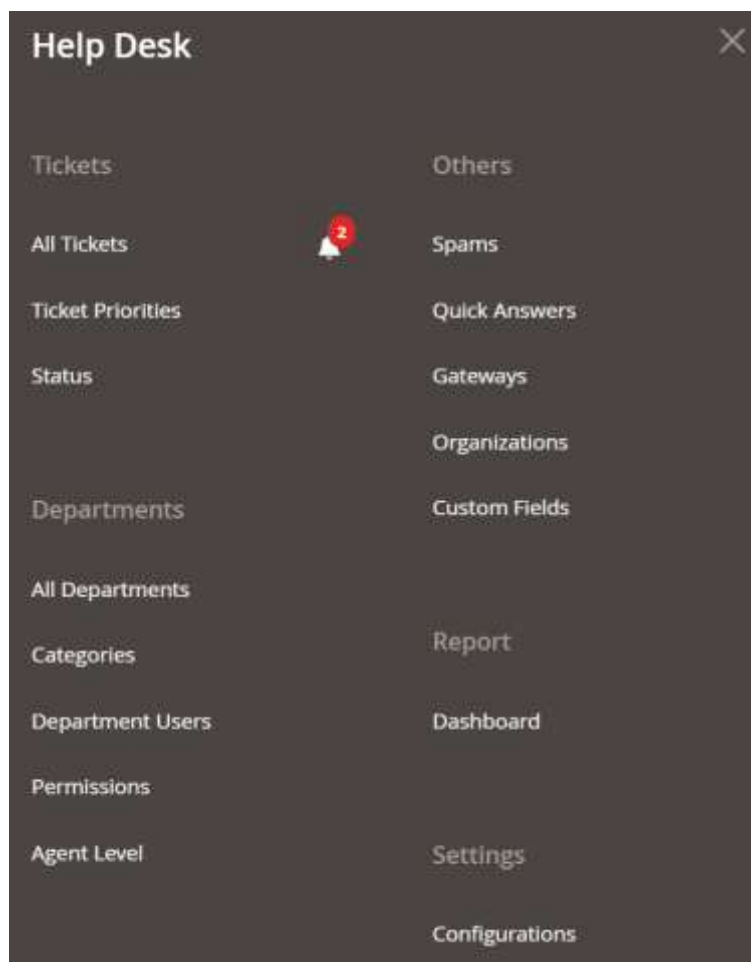 Help Desk
Tickets
All Tickets
2
Ticket Priorities
Status
Departments
All Departments
Categories
Department Users
Permissions
Agent Level
Others
Spams
Quick Answers
Gateways
Organizations
Custom Fields
Report
Dashboard
Settings
Configurations